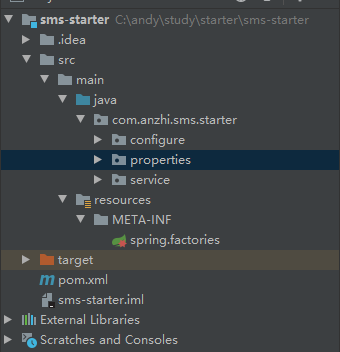 sms-starter C:\andy\study\starter\sms-starter
.idea
src
main
java
com.anzhi.sms.starter
configure
properties
service
resources
META-INF
spring.factories
target
pom.xml
sms-starter.iml
External Libraries
Scratches and Consoles